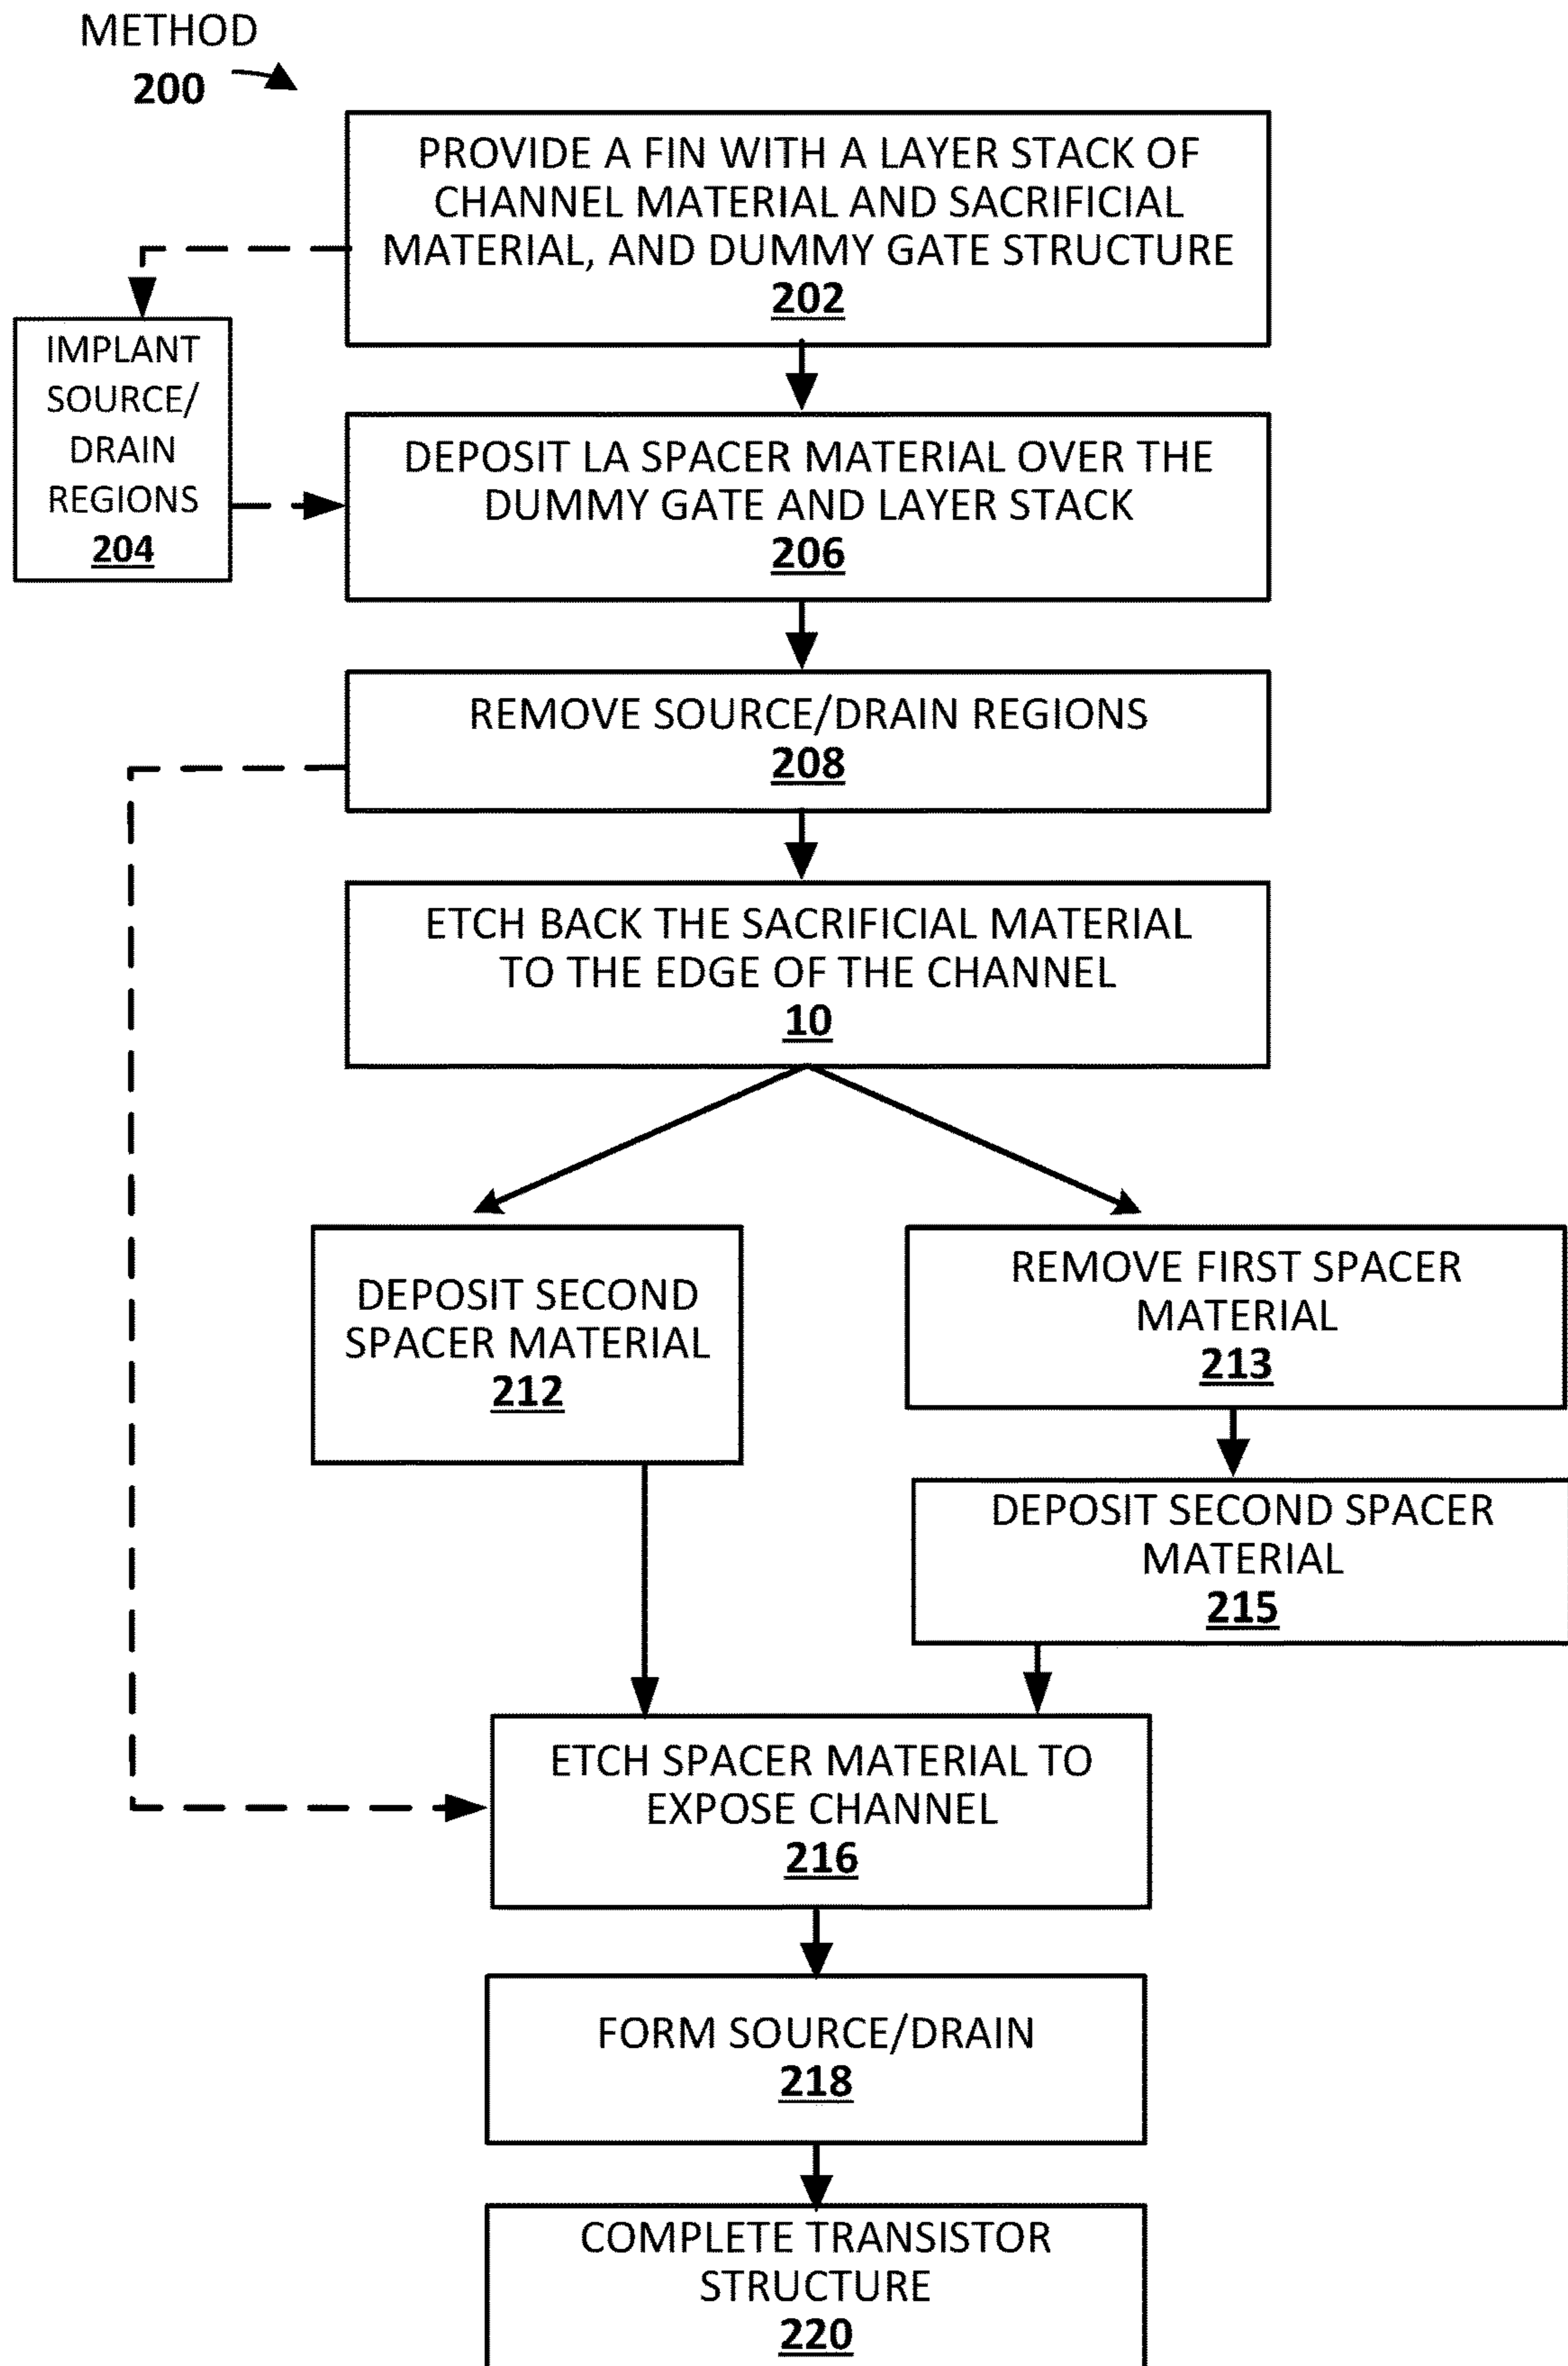 METHOD
200
PROVIDE A FIN WITH A LAYER STACK OF
CHANNEL MATERIAL AND SACRIFICIAL
MATERIAL, AND DUMMY GATE STRUCTURE
202
IMPLANT
SOURCE/
DRAIN
REGIONS
204
DEPOSIT LA SPACER MATERIAL OVER THE
DUMMY GATE AND LAYER STACK
206
REMOVE SOURCE/DRAIN REGIONS
208
ETCH BACK THE SACRIFICIAL MATERIAL
TO THE EDGE OF THE CHANNEL
10
DEPOSIT SECOND
SPACER MATERIAL
212
REMOVE FIRST SPACER
MATERIAL
213
DEPOSIT SECOND SPACER
MATERIAL
215
ETCH SPACER MATERIAL TO
EXPOSE CHANNEL
216
FORM SOURCE/DRAIN
218
COMPLETE TRANSISTOR
STRUCTURE
220